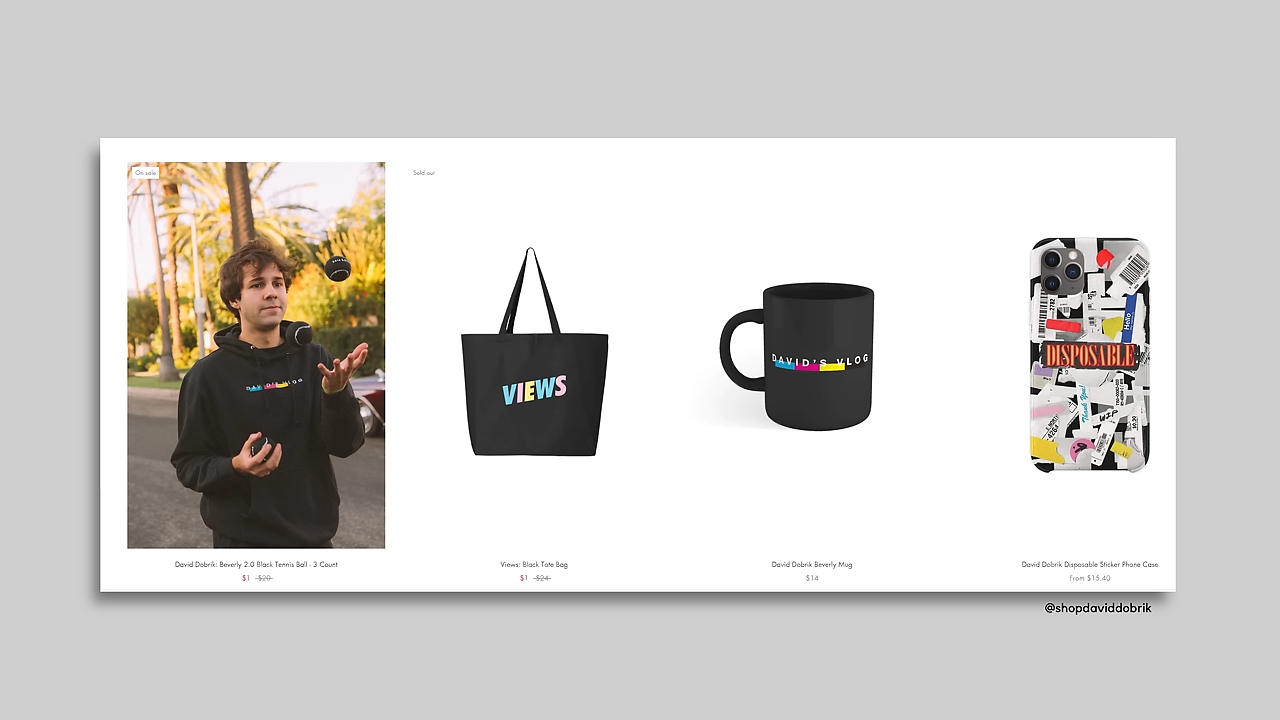 On sale
Sold out
DAVID'S VLOG
VIEWS
DAVID'S VLOG
Hello
DISPOSABLE
Thank You!
David Dobrik: Beverly 2.0 Black Tennis Ball - 3 Count
$1 $20
Views: Black Tote Bag
$1 $24
David Dobrik Beverly Mug
$14
David Dobrik Disposable Sticker Phone Case
From $15.40
@shopdaviddobrik